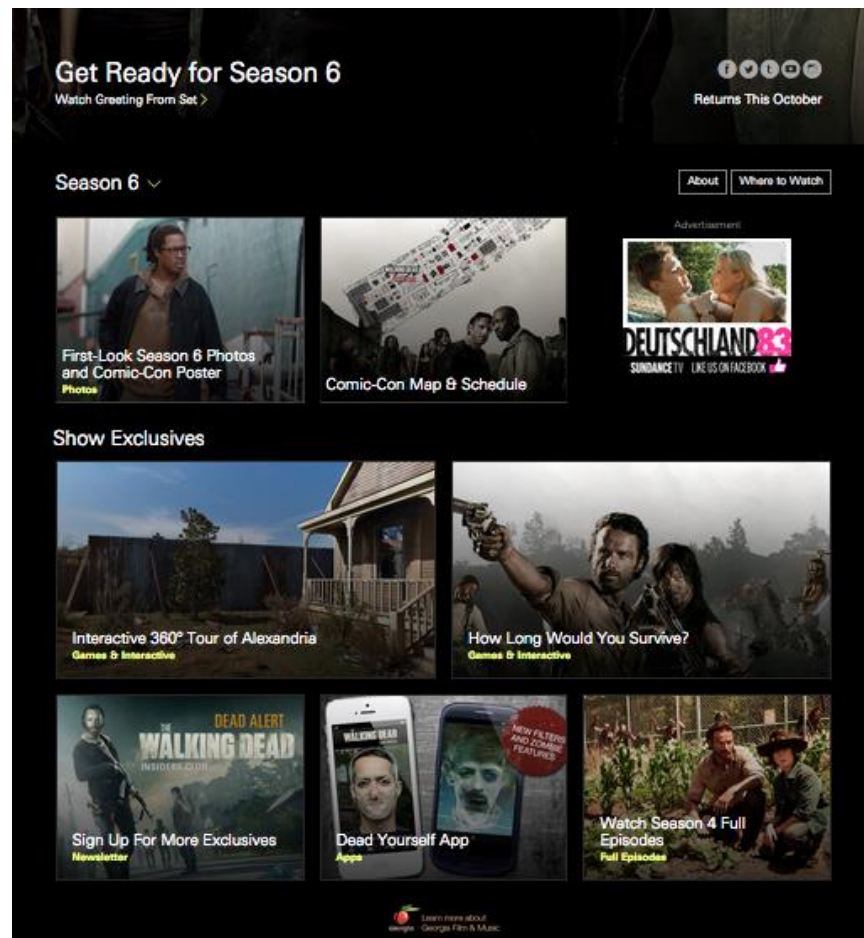 Get Ready for Season 6
Watch Greeting From Set >
Returns This October
Season 6
About
Where to Watch
Advertisement
First-Look Season 6 Photos
and Comic-Con Poster
Photos
Comic-Con Map & Schedule
DEUTSCHLAND83
SUNDANCETV LIKE US ON FACEBOOK
Show Exclusives
Interactive 360° Tour of Alexandria
Games & Interactive
How Long Would You Survive?
Games & Interactive
DEAD ALERT
THE
WALKING DEAD
INSIDERS CLUB
Sign Up For More Exclusives
Newsletter
WALKING DEAD
NEW FILTERS
AND ZOMBIE
FEATURES
Dead Yourself App
Apps
Watch Season 4 Full
Episodes
Full Episodes
Georgia
Learn more about
Georgia Film & Music